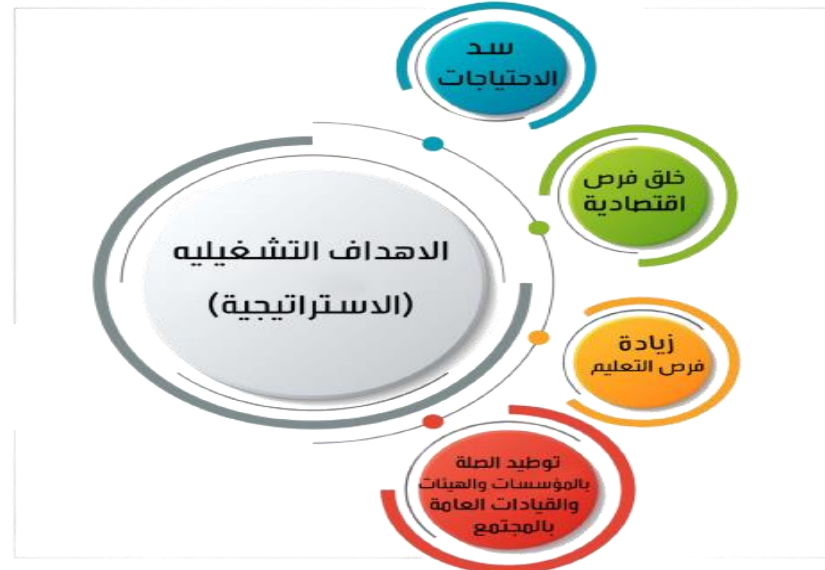 سد
الاحتياجات
خلق فرص
اقتصادية
الاهداف التشغيليه
(الاستراتيجية)
زيادة
فرص التعليم
توطيد الصلة
بالمؤسسات والهيئات
والقيادات العامة
بالمجتمع